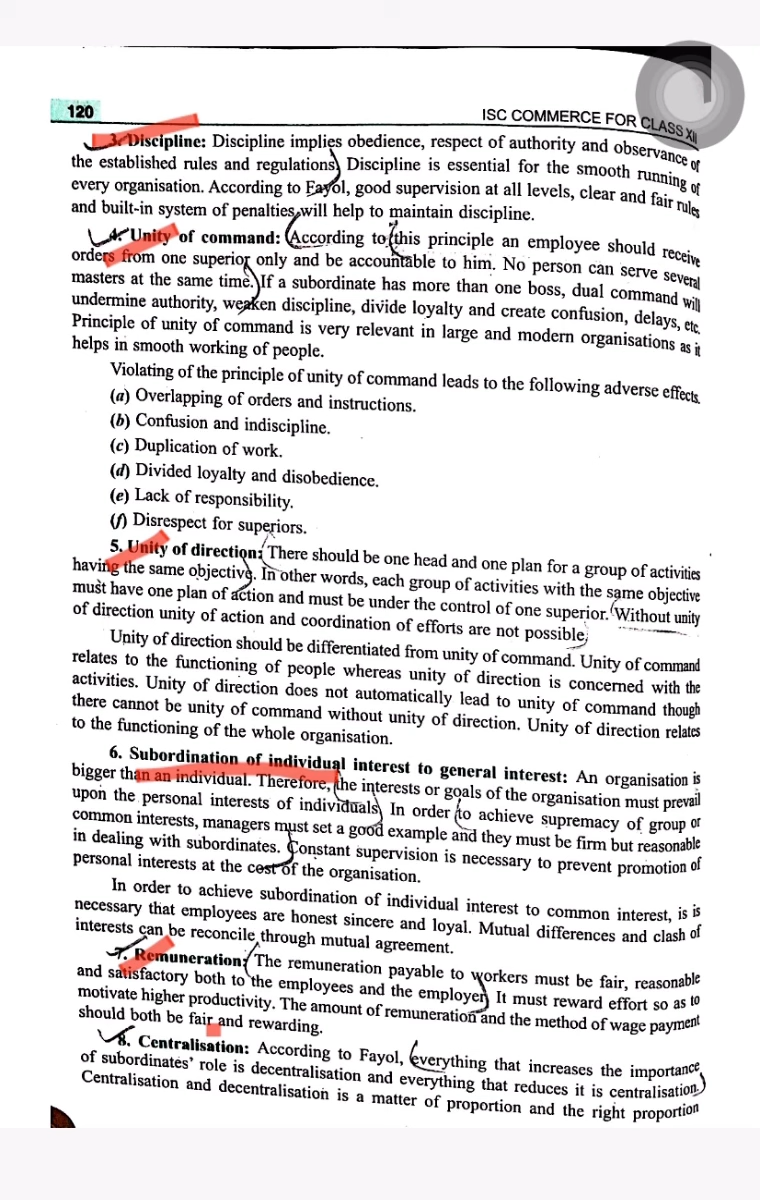 120
ISC COMMERCE FOR CLASS XII
3. Discipline: Discipline implies obedience, respect of authority and observance of
the established rules and regulations. Discipline is essential for the smooth running of
every organisation. According to Fayol, good supervision at all levels, clear and fair rules
and built-in system of penalties will help to maintain discipline.
4. Unity of command: According to this principle an employee should receive
orders from one superior only and be accountable to him. No person can serve several
masters at the same time. If a subordinate has more than one boss, dual command will
undermine authority, weaken discipline, divide loyalty and create confusion, delays, etc.
Principle of unity of command is very relevant in large and modern organisations as it
helps in smooth working of people.
Violating of the principle of unity of command leads to the following adverse effects.
(a) Overlapping of orders and instructions.
(b) Confusion and indiscipline.
(c) Duplication of work.
(d) Divided loyalty and disobedience.
(e) Lack of responsibility.
(f) Disrespect for superiors.
5. Unity of direction: There should be one head and one plan for a group of activities
having the same objective. In other words, each group of activities with the same objective
must have one plan of action and must be under the control of one superior. Without unity
of direction unity of action and coordination of efforts are not possible.
Unity of direction should be differentiated from unity of command. Unity of command
relates to the functioning of people whereas unity of direction is concerned with the
activities. Unity of direction does not automatically lead to unity of command though
there cannot be unity of command without unity of direction. Unity of direction relates
to the functioning of the whole organisation.
6. Subordination of individual interest to general interest: An organisation is
bigger than an individual. Therefore, the interests or goals of the organisation must prevail
upon the personal interests of individuals. In order to achieve supremacy of group or
common interests, managers must set a good example and they must be firm but reasonable
in dealing with subordinates. Constant supervision is necessary to prevent promotion of
personal interests at the cost of the organisation.
In order to achieve subordination of individual interest to common interest, is is
necessary that employees are honest sincere and loyal. Mutual differences and clash of
interests can be reconcile through mutual agreement.
7. Remuneration: The remuneration payable to workers must be fair, reasonable
and satisfactory both to the employees and the employer. It must reward effort so as to
motivate higher productivity. The amount of remuneration and the method of wage payment
should both be fair and rewarding.
8. Centralisation: According to Fayol, everything that increases the importance
of subordinates' role is decentralisation and everything that reduces it is centralisation.
Centralisation and decentralisation is a matter of proportion and the right proportion